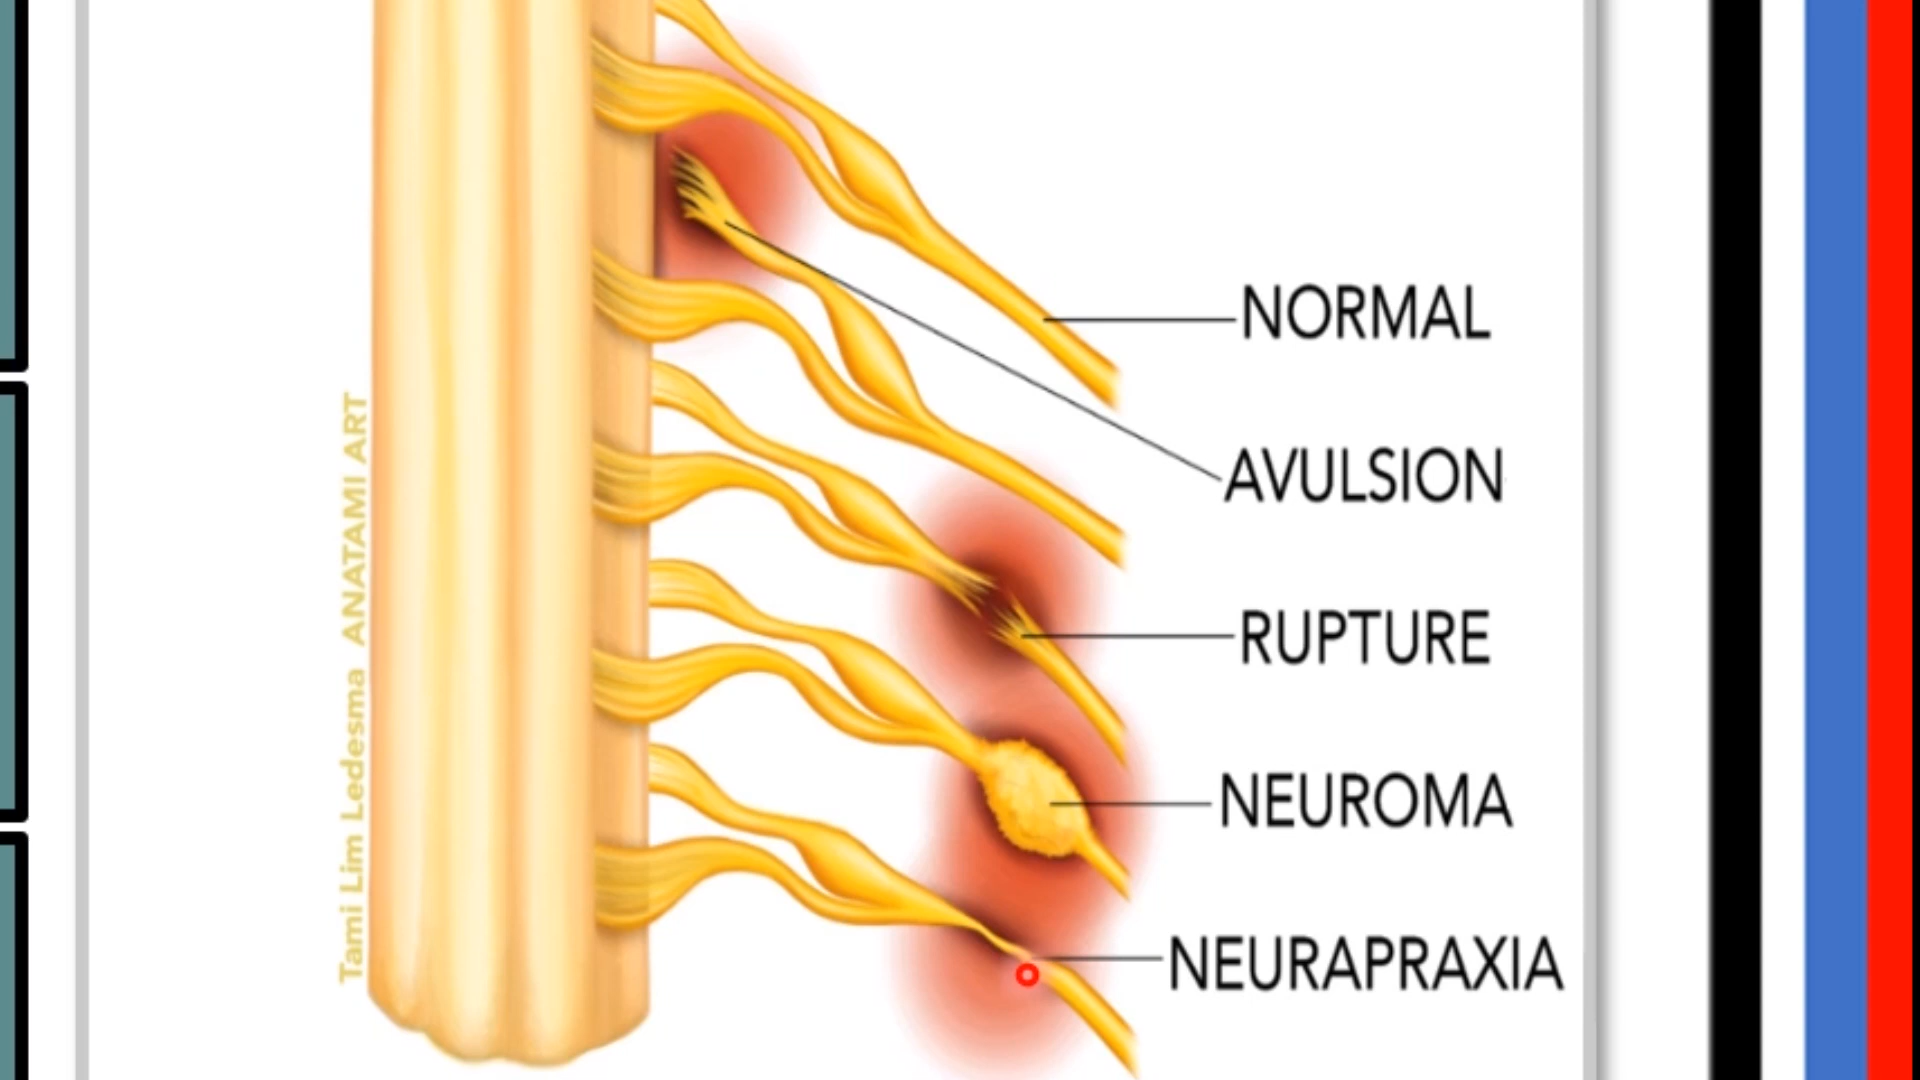 NORMAL
AVULSION
RUPTURE
NEUROMA
NEURAPRAXIA
Tami Lim Ledesma ANATAMI ART